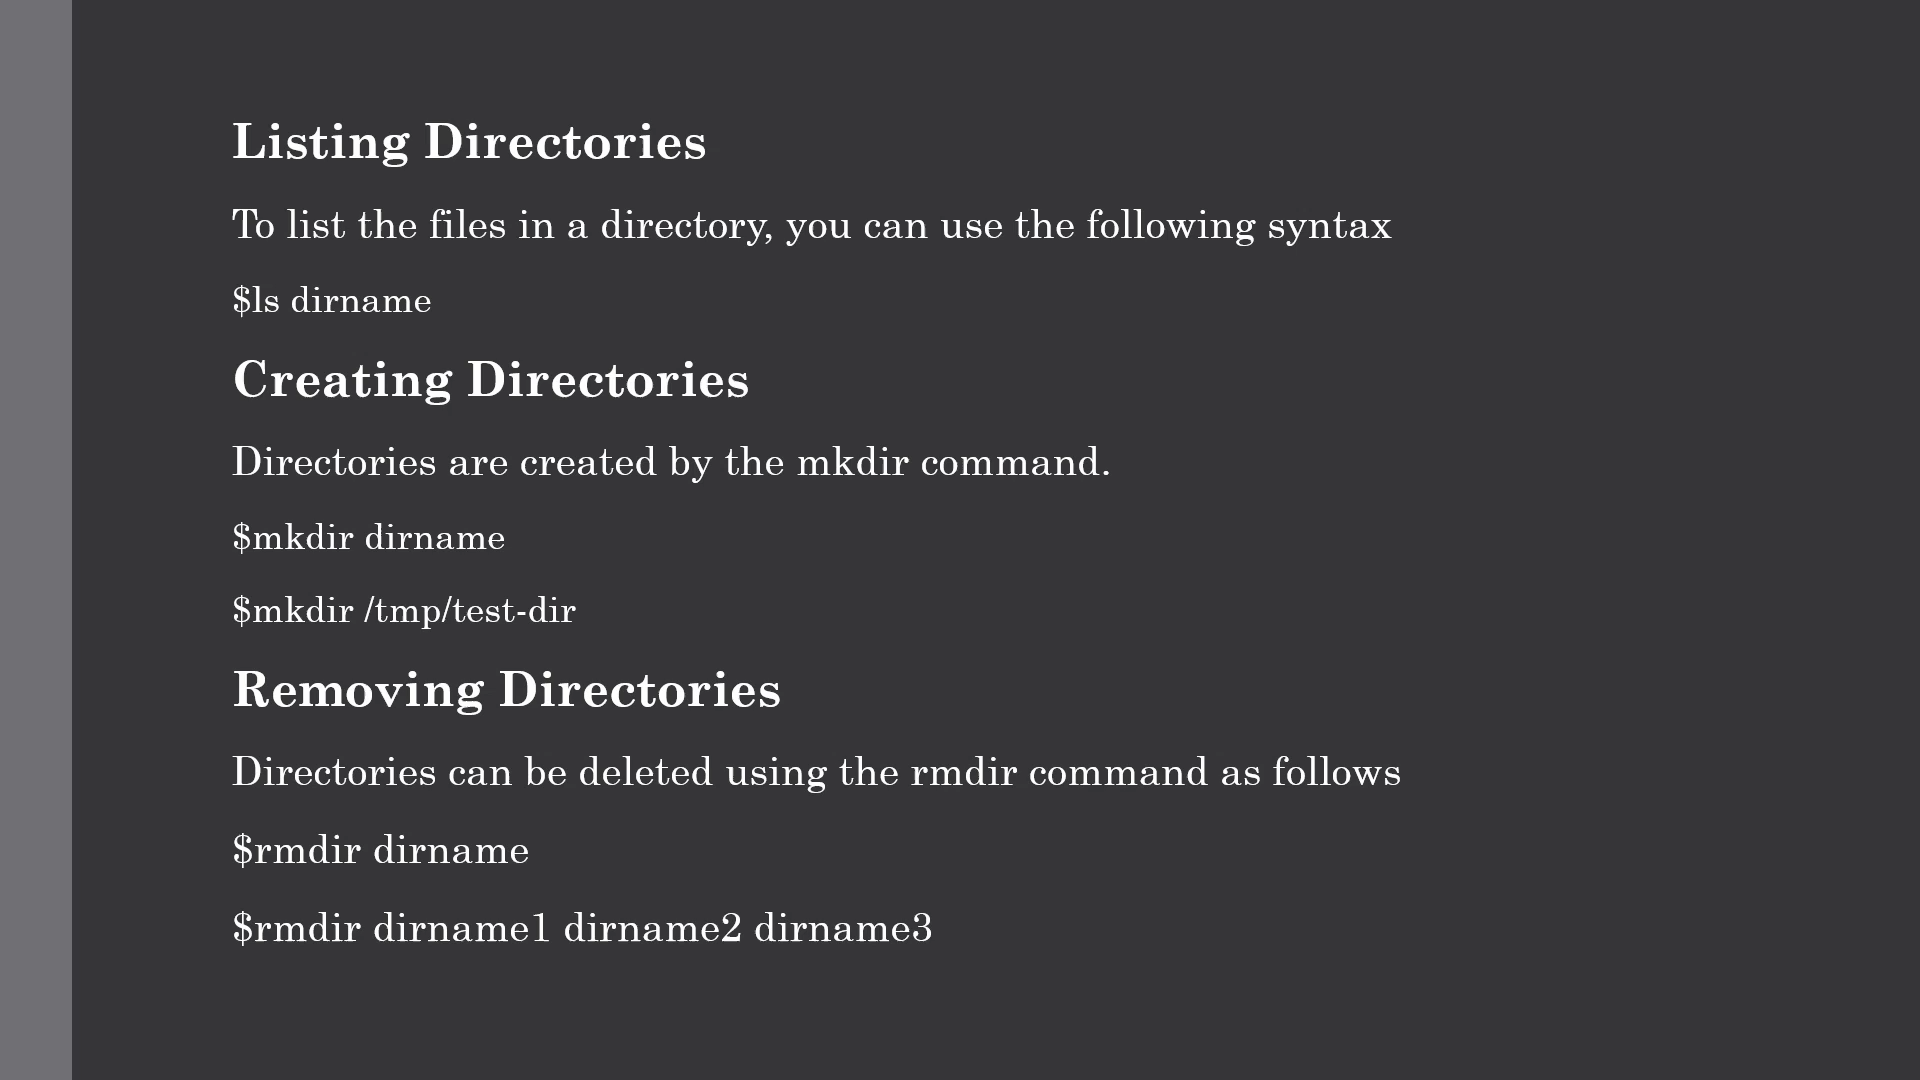 Listing Directories
To list the files in a directory, you can use the following syntax
$ls dirname
Creating Directories
Directories are created by the mkdir command.
$mkdir dirname
$mkdir /tmp/test-dir
Removing Directories
Directories can be deleted using the rmdir command as follows
$rmdir dirname
$rmdir dirname1 dirname2 dirname3